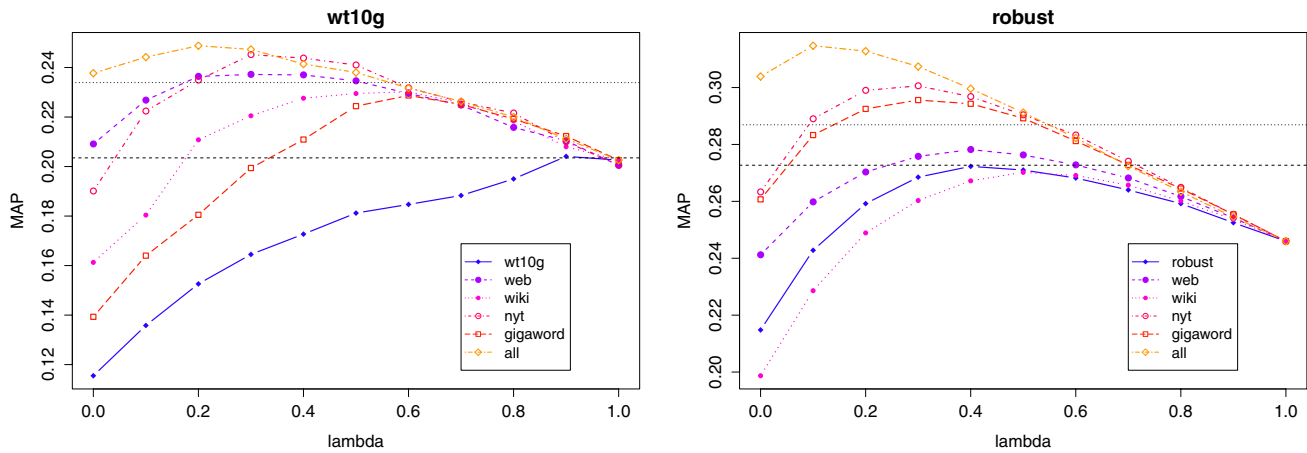 wt10g
MAP
0.24
0.22
0.20
0.18
0.16
0.14
0.12
0.0 0.2 0.4 0.6 0.8 1.0
lambda
wt10g
web
wiki
nyt
gigaword
all
robust
MAP
0.30
0.28
0.26
0.24
0.22
0.20
0.0 0.2 0.4 0.6 0.8 1.0
lambda
robust
web
wiki
nyt
gigaword
all